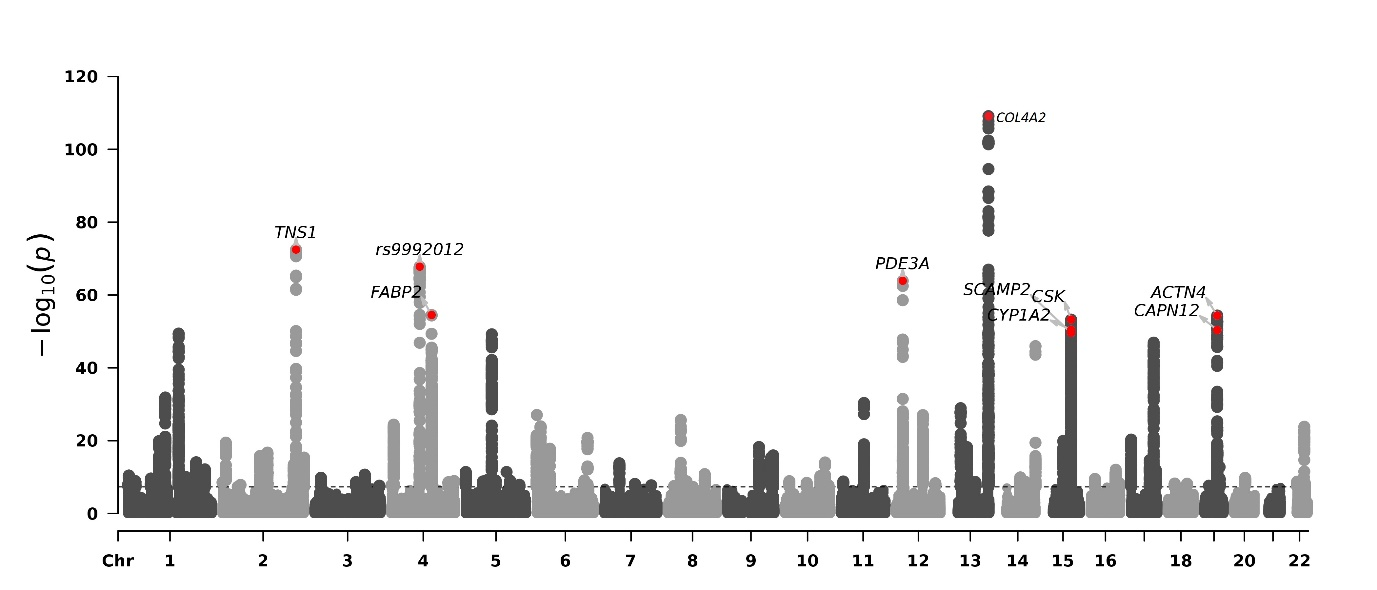 120
100
80
60
40
20
0
−log₁₀(p)
COL4A2
TNS1
rs9992012
PDE3A
FABP2
SCAMP2
CSK
CYP1A2
ACTN4
CAPN12
Chr 1 2 3 4 5 6 7 8 9 10 11 12 13 14 15 16 18 20 22